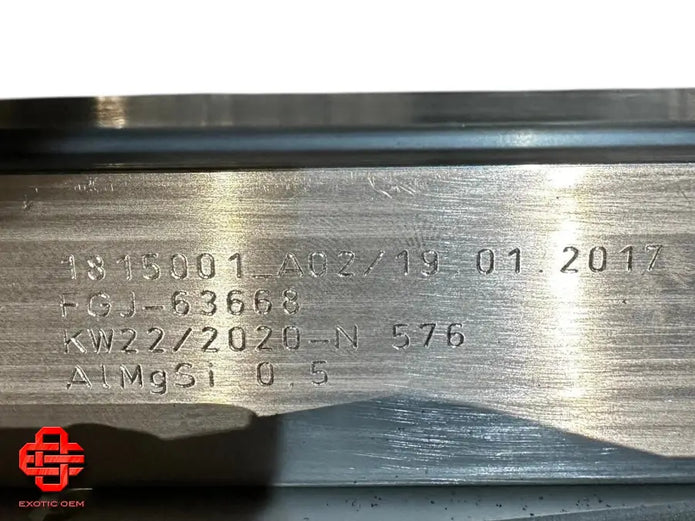 1815001_A02/19.01.2017
FGJ-63668
KW22/2020-N 576
AlMgSi 0.5
EXOTIC OEM